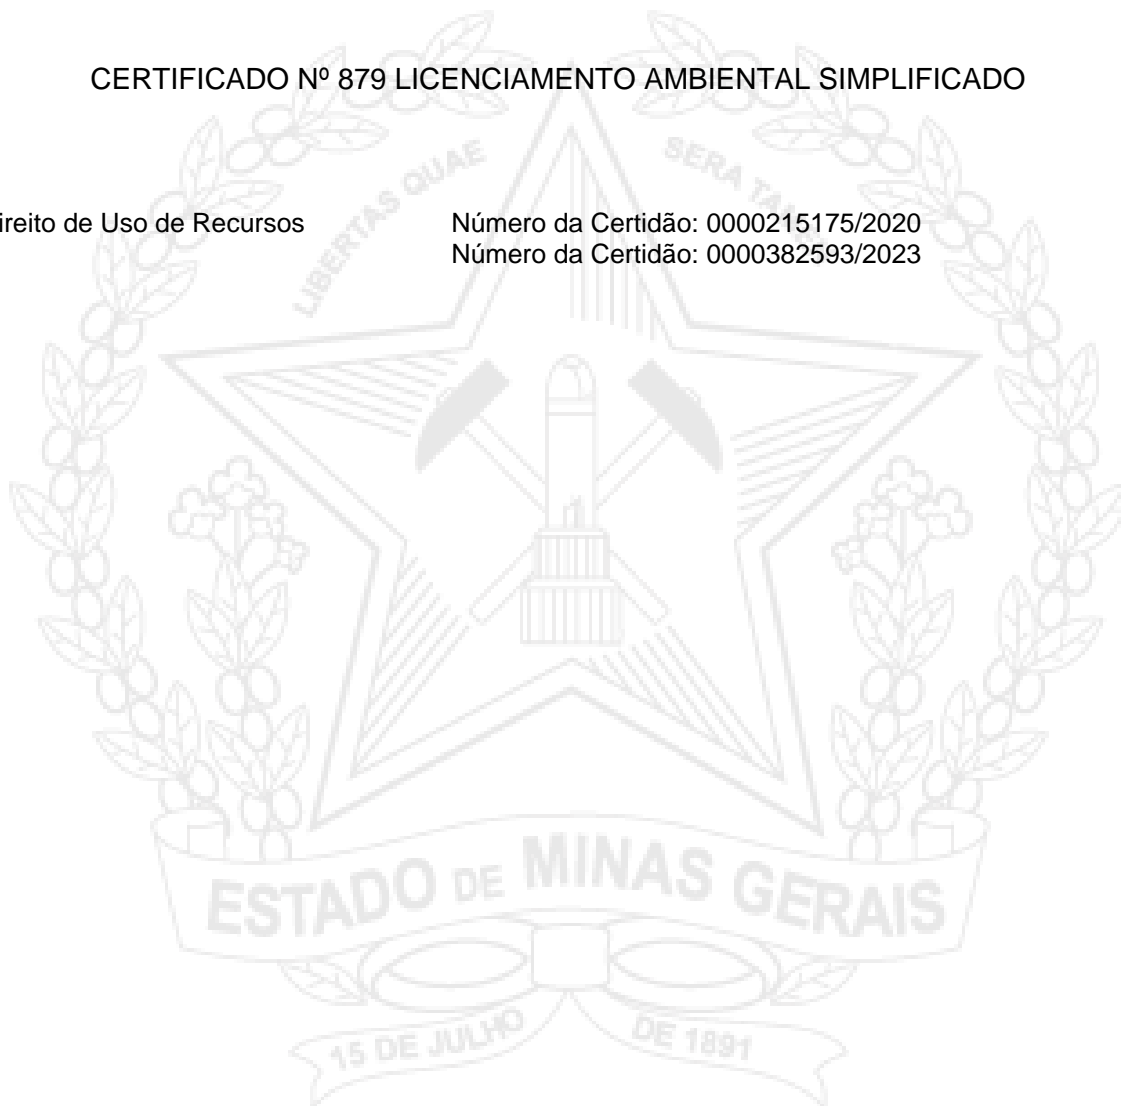 CERTIFICADO Nº 879 LICENCIAMENTO AMBIENTAL SIMPLIFICADO
LIBERTAS QUAE SERA TAMEN
ireito de Uso de Recursos Número da Certidão: 0000215175/2020
Número da Certidão: 0000382593/2023
ESTADO DE MINAS GERAIS
15 DE JULHO DE 1891